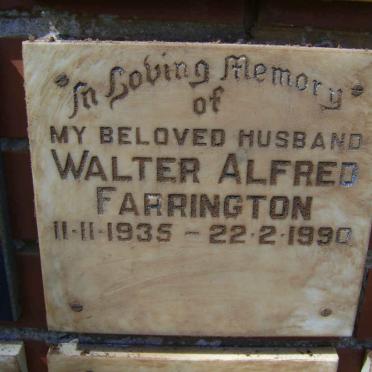 In Loving Memory
of
MY BELOVED HUSBAND
WALTER ALFRED
FARRINGTON
11·11·1935 – 22·2·1990